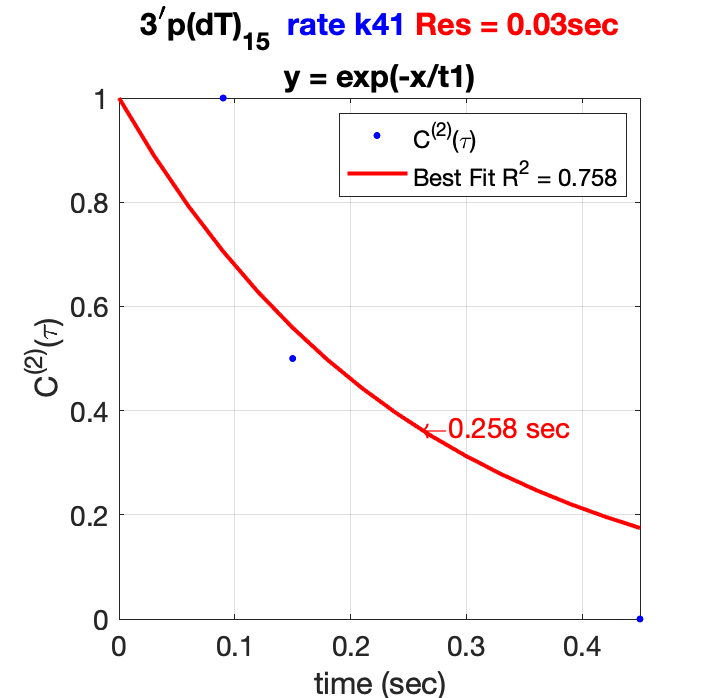 3′p(dT)₁₅ rate k41 Res = 0.03sec
y = exp(-x/t1)
C⁽²⁾(τ)
Best Fit R² = 0.758
←0.258 sec
C⁽²⁾(τ)
1
0.8
0.6
0.4
0.2
0
0 0.1 0.2 0.3 0.4
time (sec)